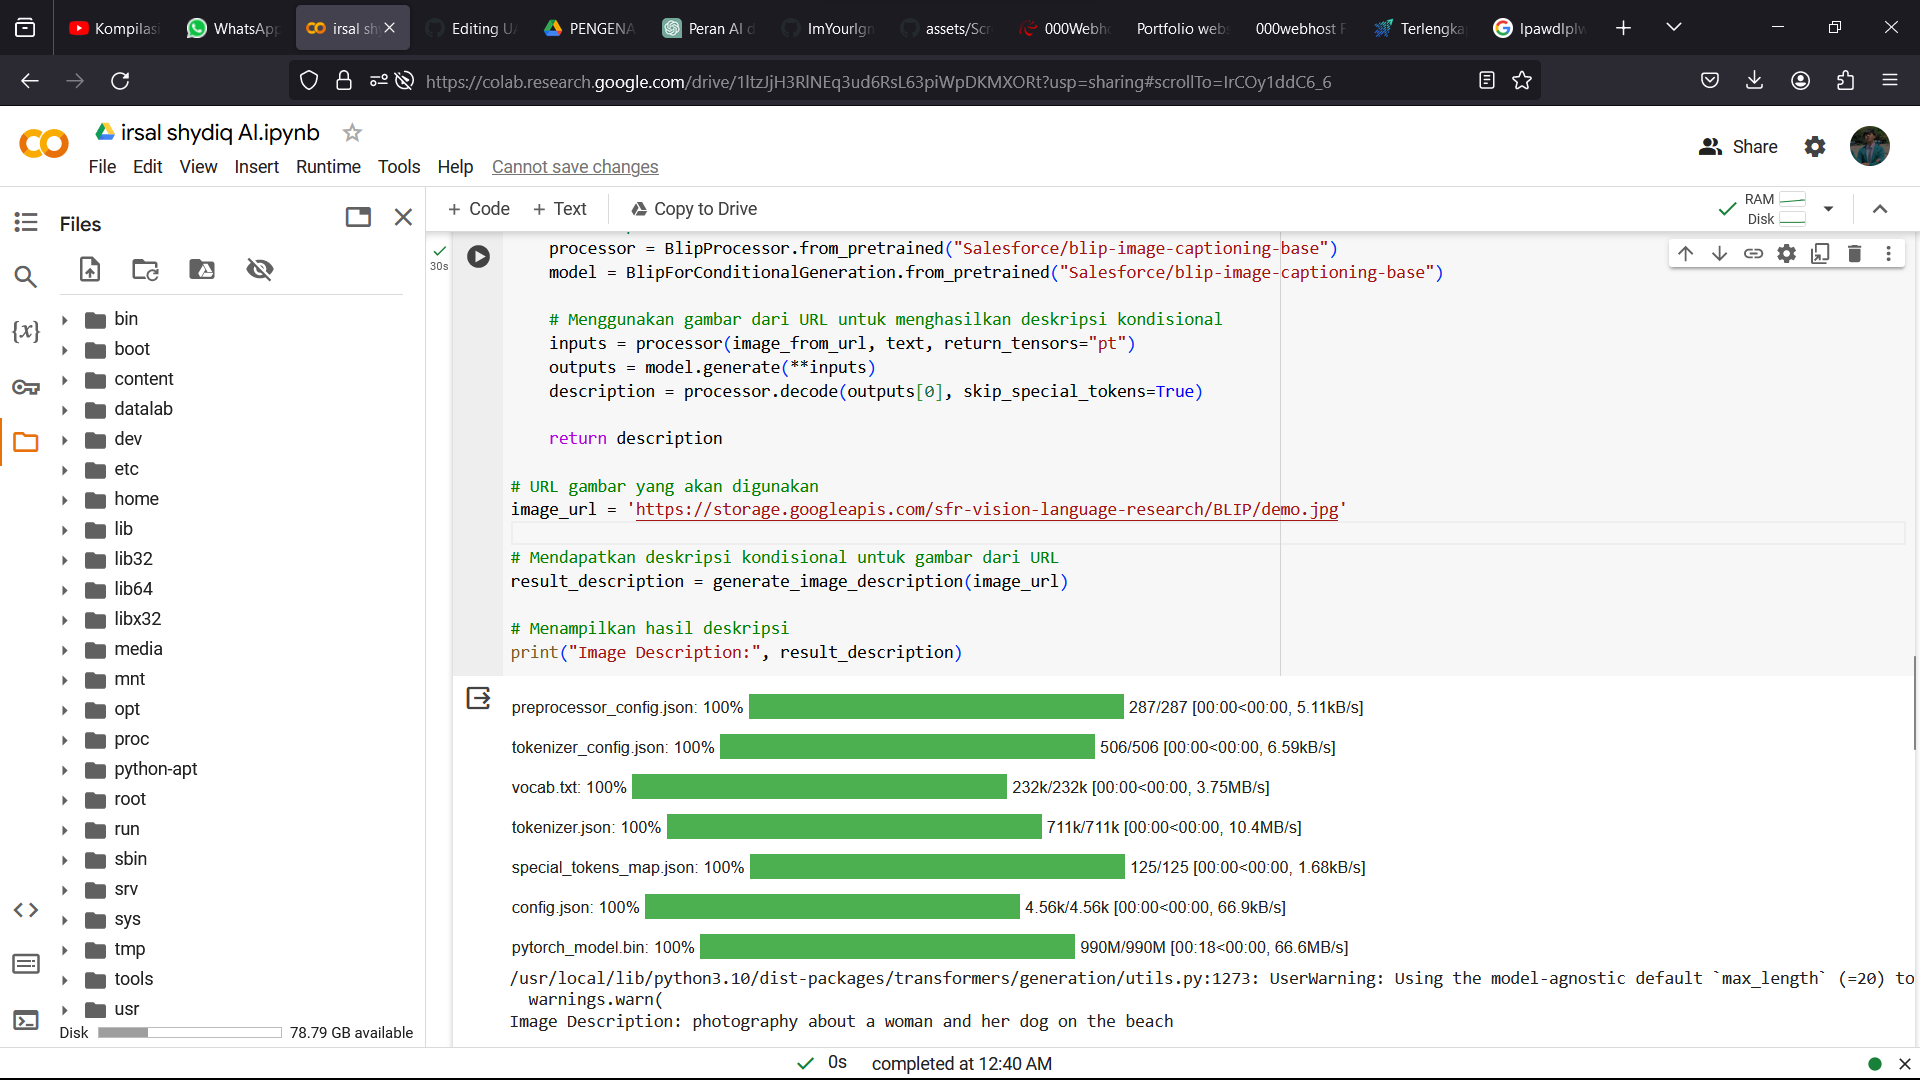 Kompilasi
WhatsApp
irsal sh
Editing U
PENGENA
Peran AI d
ImYourIgn
assets/Scr
000Webho
Portfolio web
000webhost F
Terlengka
lpawdlplw
https://colab.research.google.com/drive/1ltzJjH3RlNEq3ud6RsL63piWpDKMXORt?usp=sharing#scrollTo=IrCOy1ddC6_6
irsal shydiq AI.ipynb
File Edit View Insert Runtime Tools Help Cannot save changes
Share
Files
+ Code + Text Copy to Drive
RAM
Disk
bin
boot
content
datalab
dev
etc
home
lib
lib32
lib64
libx32
media
mnt
opt
proc
python-apt
root
run
sbin
srv
sys
tmp
tools
usr
Disk 78.79 GB available
{x}
30s
processor = BlipProcessor.from_pretrained("Salesforce/blip-image-captioning-base")
model = BlipForConditionalGeneration.from_pretrained("Salesforce/blip-image-captioning-base")
# Menggunakan gambar dari URL untuk menghasilkan deskripsi kondisional
inputs = processor(image_from_url, text, return_tensors="pt")
outputs = model.generate(**inputs)
description = processor.decode(outputs[0], skip_special_tokens=True)
return description
# URL gambar yang akan digunakan
image_url = 'https://storage.googleapis.com/sfr-vision-language-research/BLIP/demo.jpg'
# Mendapatkan deskripsi kondisional untuk gambar dari URL
result_description = generate_image_description(image_url)
# Menampilkan hasil deskripsi
print("Image Description:", result_description)
preprocessor_config.json: 100% 287/287 [00:00<00:00, 5.11kB/s]
tokenizer_config.json: 100% 506/506 [00:00<00:00, 6.59kB/s]
vocab.txt: 100% 232k/232k [00:00<00:00, 3.75MB/s]
tokenizer.json: 100% 711k/711k [00:00<00:00, 10.4MB/s]
special_tokens_map.json: 100% 125/125 [00:00<00:00, 1.68kB/s]
config.json: 100% 4.56k/4.56k [00:00<00:00, 66.9kB/s]
pytorch_model.bin: 100% 990M/990M [00:18<00:00, 66.6MB/s]
/usr/local/lib/python3.10/dist-packages/transformers/generation/utils.py:1273: UserWarning: Using the model-agnostic default `max_length` (=20) to
warnings.warn(
Image Description: photography about a woman and her dog on the beach
0s completed at 12:40 AM